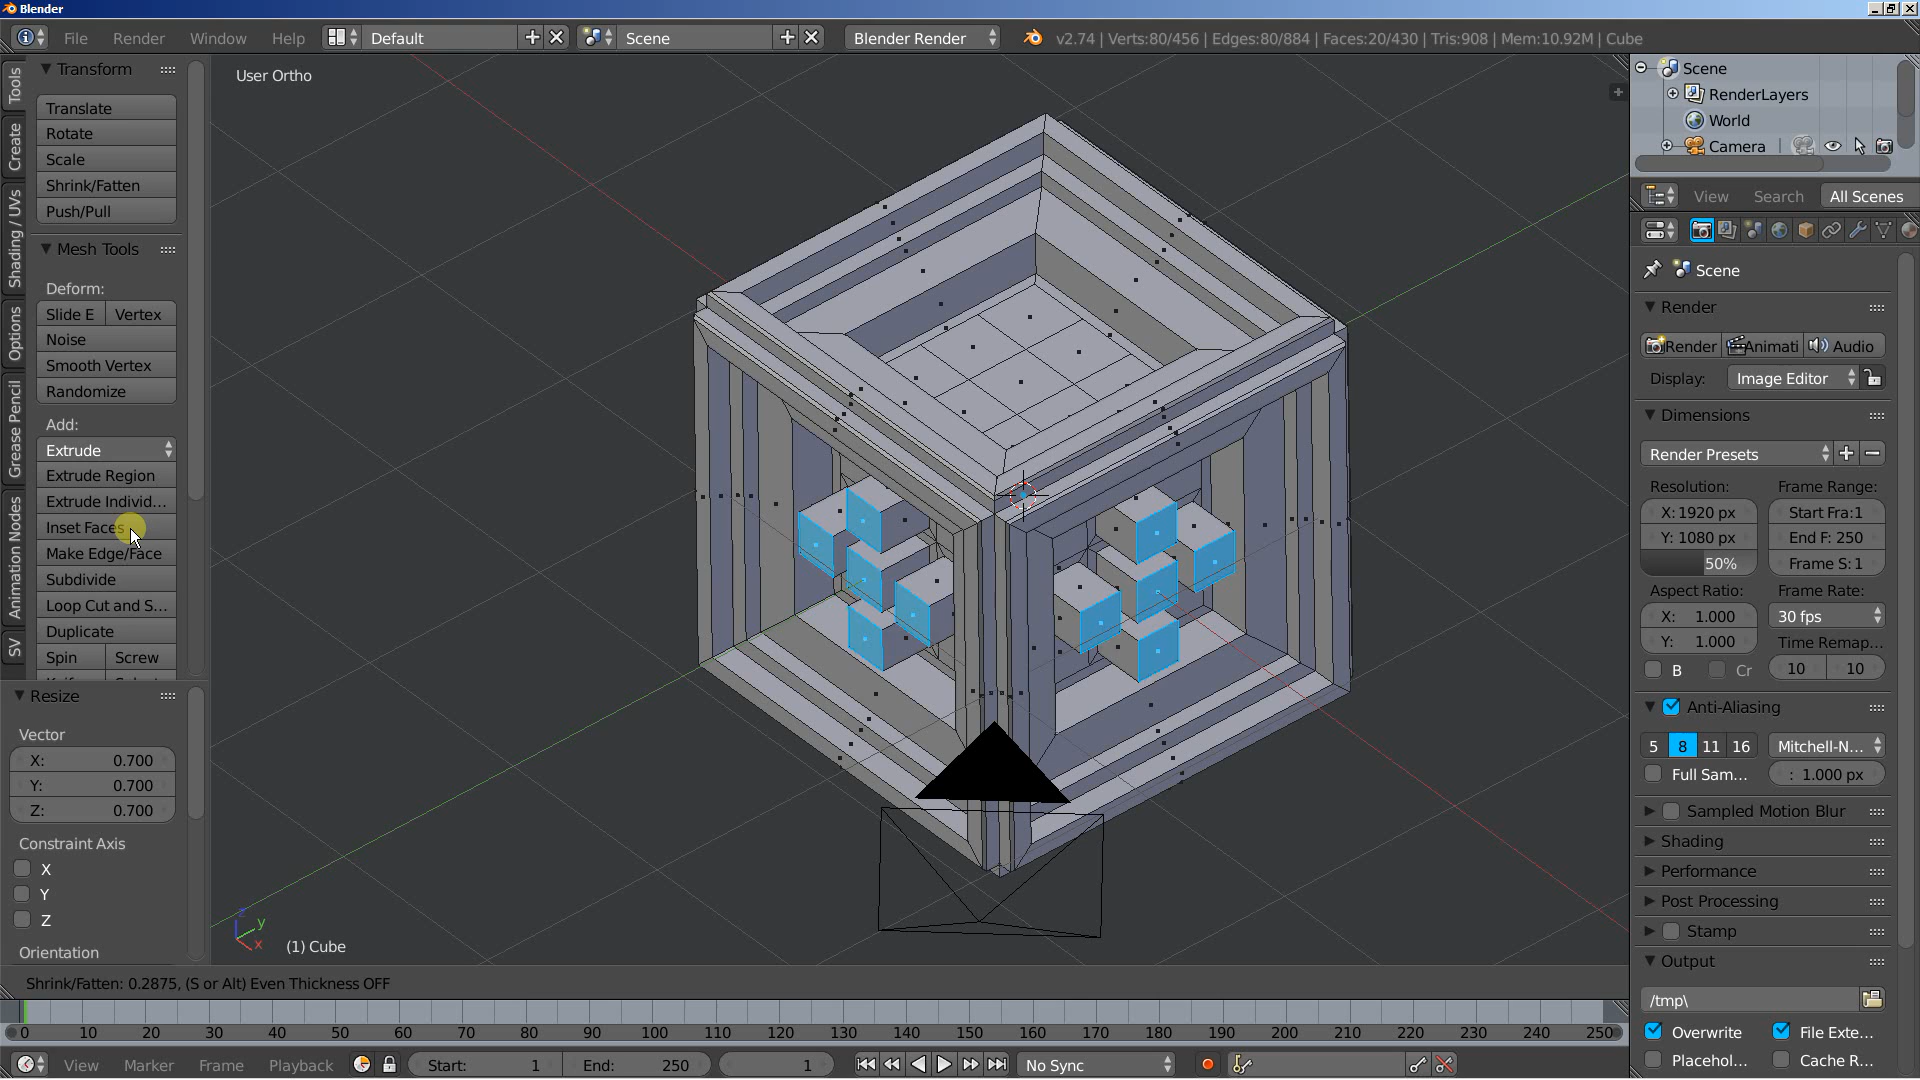 Blender
File Render Window Help Default Scene Blender Render v2.74 | Verts:80/456 | Edges:80/884 | Faces:20/430 | Tris:908 | Mem:10.92M | Cube
Tools
Create
Shading / UVs
Options
Grease Pencil
Animation Nodes
SV
Transform
Translate
Rotate
Scale
Shrink/Fatten
Push/Pull
Mesh Tools
Deform:
Slide E Vertex
Noise
Smooth Vertex
Randomize
Add:
Extrude
Extrude Region
Extrude Individ...
Inset Faces
Make Edge/Face
Subdivide
Loop Cut and S...
Duplicate
Spin Screw
Resize
Vector
X: 0.700
Y: 0.700
Z: 0.700
Constraint Axis
X
Y
Z
Orientation
User Ortho
z
y
x
(1) Cube
Shrink/Fatten: 0.2875, (S or Alt) Even Thickness OFF
0 10 20 30 40 50 60 70 80 90 100 110 120 130 140 150 160 170 180 190 200 210 220 230 240 250
View Marker Frame Playback Start: 1 End: 250 1 No Sync
Scene
RenderLayers
World
Camera
View Search All Scenes
Scene
Render
Render Animati Audio
Display: Image Editor
Dimensions
Render Presets
Resolution: Frame Range:
X: 1920 px Start Fra:1
Y: 1080 px End F: 250
50% Frame S: 1
Aspect Ratio: Frame Rate:
X: 1.000 30 fps
Y: 1.000 Time Remap...
B Cr 10 10
Anti-Aliasing
5 8 11 16 Mitchell-N...
Full Sam... : 1.000 px
Sampled Motion Blur
Shading
Performance
Post Processing
Stamp
Output
/tmp\
Overwrite File Exte...
Placehol... Cache R...